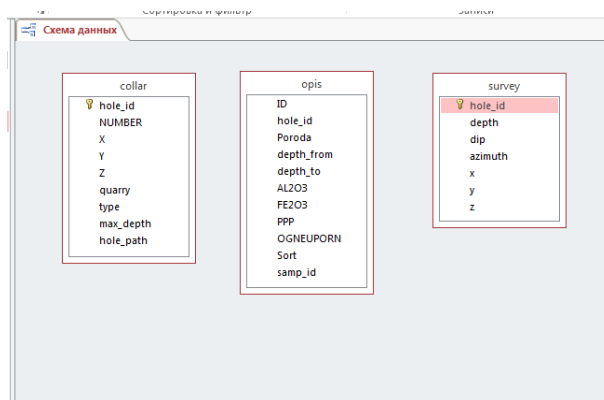 Сортировка и фильтр
Записи
Схема данных
collar
hole_id
NUMBER
X
Y
Z
quarry
type
max_depth
hole_path
opis
ID
hole_id
Poroda
depth_from
depth_to
AL2O3
FE2O3
PPP
OGNEUPORN
Sort
samp_id
survey
hole_id
depth
dip
azimuth
x
y
z